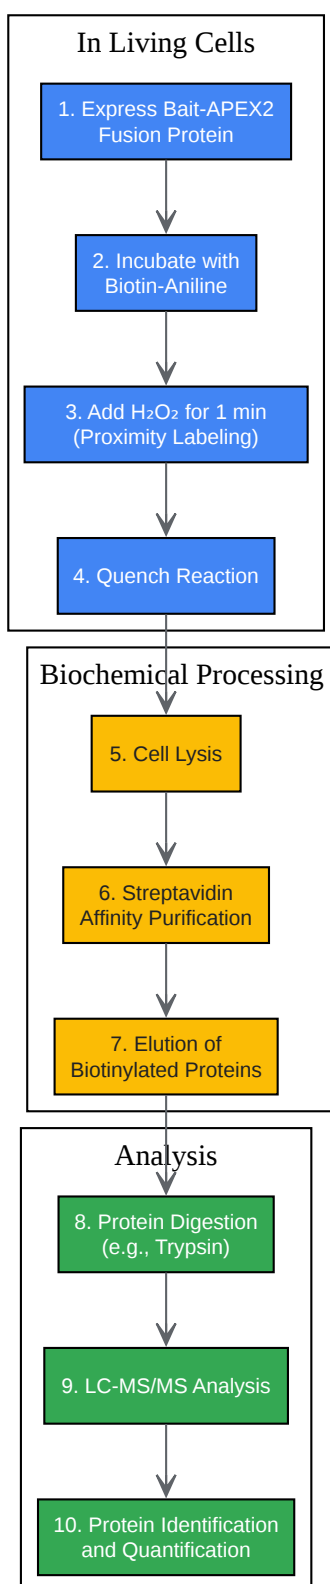 In Living Cells
1. Express Bait-APEX2
Fusion Protein
2. Incubate with
Biotin-Aniline
3. Add H₂O₂ for 1 min
(Proximity Labeling)
4. Quench Reaction
Biochemical Processing
5. Cell Lysis
6. Streptavidin
Affinity Purification
7. Elution of
Biotinylated Proteins
Analysis
8. Protein Digestion
(e.g., Trypsin)
9. LC-MS/MS Analysis
10. Protein Identification
and Quantification